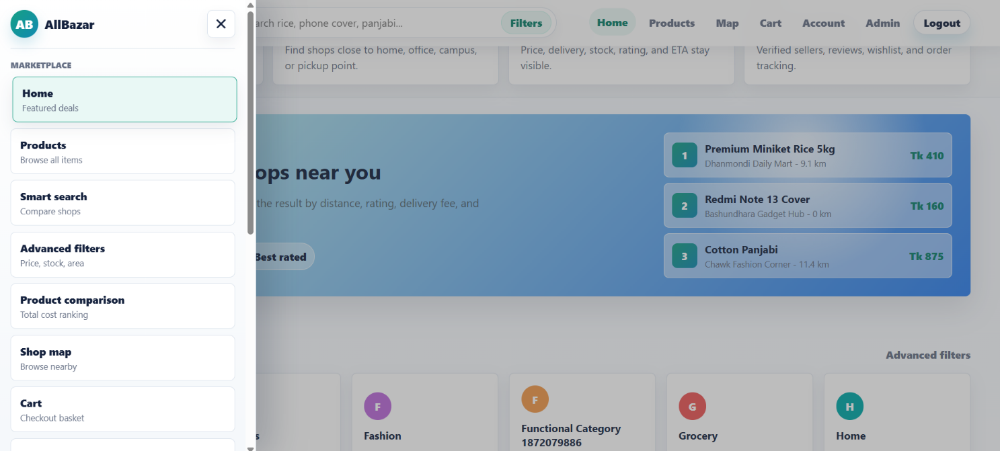 AB AllBazar
MARKETPLACE
Home
Featured deals
Products
Browse all items
Smart search
Compare shops
Advanced filters
Price, stock, area
Product comparison
Total cost ranking
Shop map
Browse nearby
Cart
Checkout basket
rice, phone cover, panjabi...
Filters
Home
Products
Map
Cart
Account
Admin
Logout
Find shops close to home, office, campus,
or pickup point.
Price, delivery, stock, rating, and ETA stay
visible.
Verified sellers, reviews, wishlist, and order
tracking.
near you
the result by distance, rating, delivery fee, and
Best rated
1
Premium Miniket Rice 5kg
Dhanmondi Daily Mart - 9.1 km
Tk 410
2
Redmi Note 13 Cover
Bashundhara Gadget Hub - 0 km
Tk 160
3
Cotton Panjabi
Chawk Fashion Corner - 11.4 km
Tk 875
Advanced filters
F
Fashion
F
Functional Category
1872079886
G
Grocery
H
Home